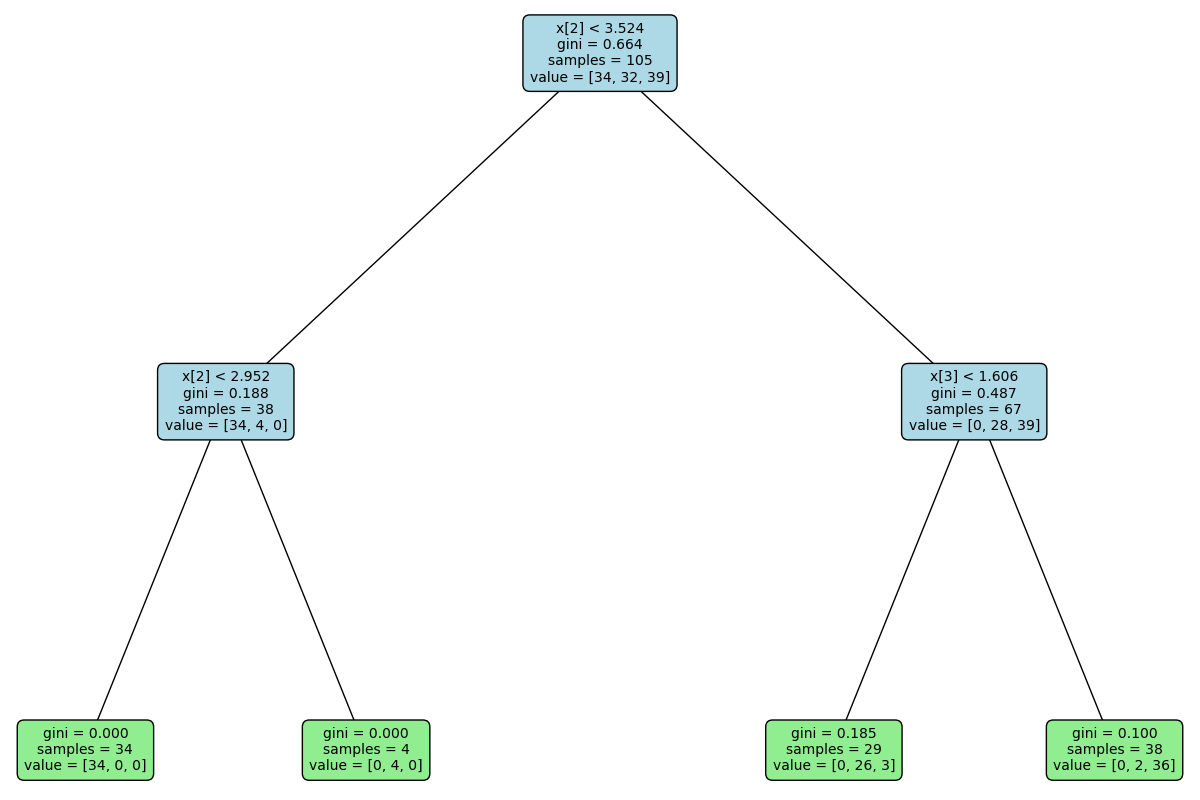 x[2] < 3.524
gini = 0.664
samples = 105
value = [34, 32, 39]
x[2] < 2.952
gini = 0.188
samples = 38
value = [34, 4, 0]
x[3] < 1.606
gini = 0.487
samples = 67
value = [0, 28, 39]
gini = 0.000
samples = 34
value = [34, 0, 0]
gini = 0.000
samples = 4
value = [0, 4, 0]
gini = 0.185
samples = 29
value = [0, 26, 3]
gini = 0.100
samples = 38
value = [0, 2, 36]